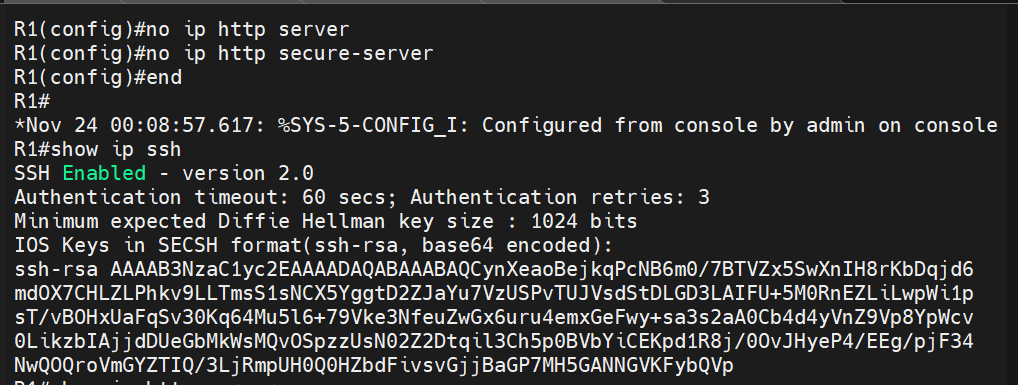 R1(config)#no ip http server
R1(config)#no ip http secure-server
R1(config)#end
R1#
*Nov 24 00:08:57.617: %SYS-5-CONFIG_I: Configured from console by admin on console
R1#show ip ssh
SSH Enabled - version 2.0
Authentication timeout: 60 secs; Authentication retries: 3
Minimum expected Diffie Hellman key size : 1024 bits
IOS Keys in SECSH format(ssh-rsa, base64 encoded):
ssh-rsa AAAAB3NzaC1yc2EAAAADAQABAAABAQCynXeaoBejkqPcNB6m0/7BTVZx5SwXnIH8rKbDqjd6
mdOX7CHLZLPhkv9LLTmsS1sNCX5YggtD2ZJaYu7VzUSPvTUJVsdStDLGD3LAIFU+5M0RnEZLiLwpWi1p
sT/vBOHxUaFqSv30Kq64Mu5l6+79Vke3NfeuZwGx6uru4emxGeFwy+sa3s2aA0Cb4d4yVnZ9Vp8YpWcv
0LikzbIAjjdDUeGbMkWsMQvOSpzzUsN02Z2Dtqil3Ch5p0BVbYiCEKpd1R8j/0OvJHyeP4/EEg/pjF34
NwQOQroVmGYZTIQ/3LjRmpUH0Q0HZbdFivsvGjjBaGP7MH5GANNGVKFybQVp